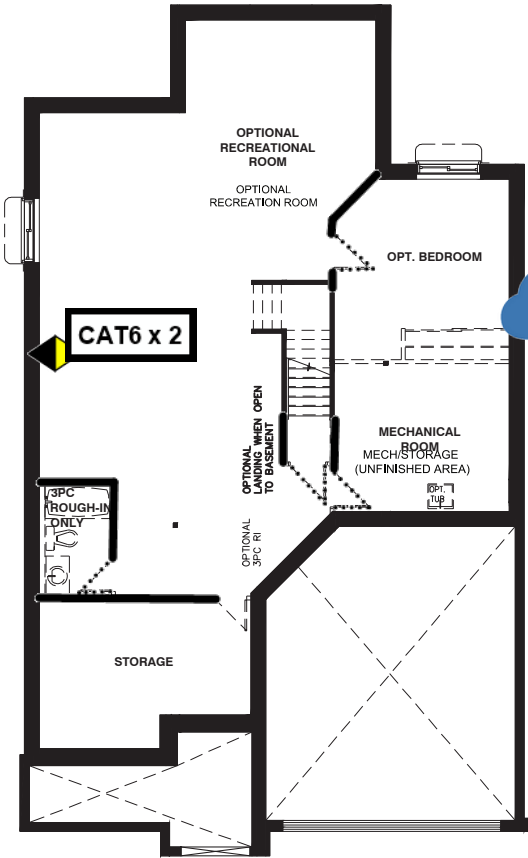 OPTIONAL
RECREATIONAL
ROOM
OPTIONAL
RECREATION ROOM
OPT. BEDROOM
CAT6 x 2
OPTIONAL
LANDING WHEN OPEN
TO BASEMENT
MECHANICAL
ROOM
MECH/STORAGE
(UNFINISHED AREA)
OPT.
TUB
3PC
ROUGH-IN
ONLY
OPTIONAL
3PC RI
STORAGE